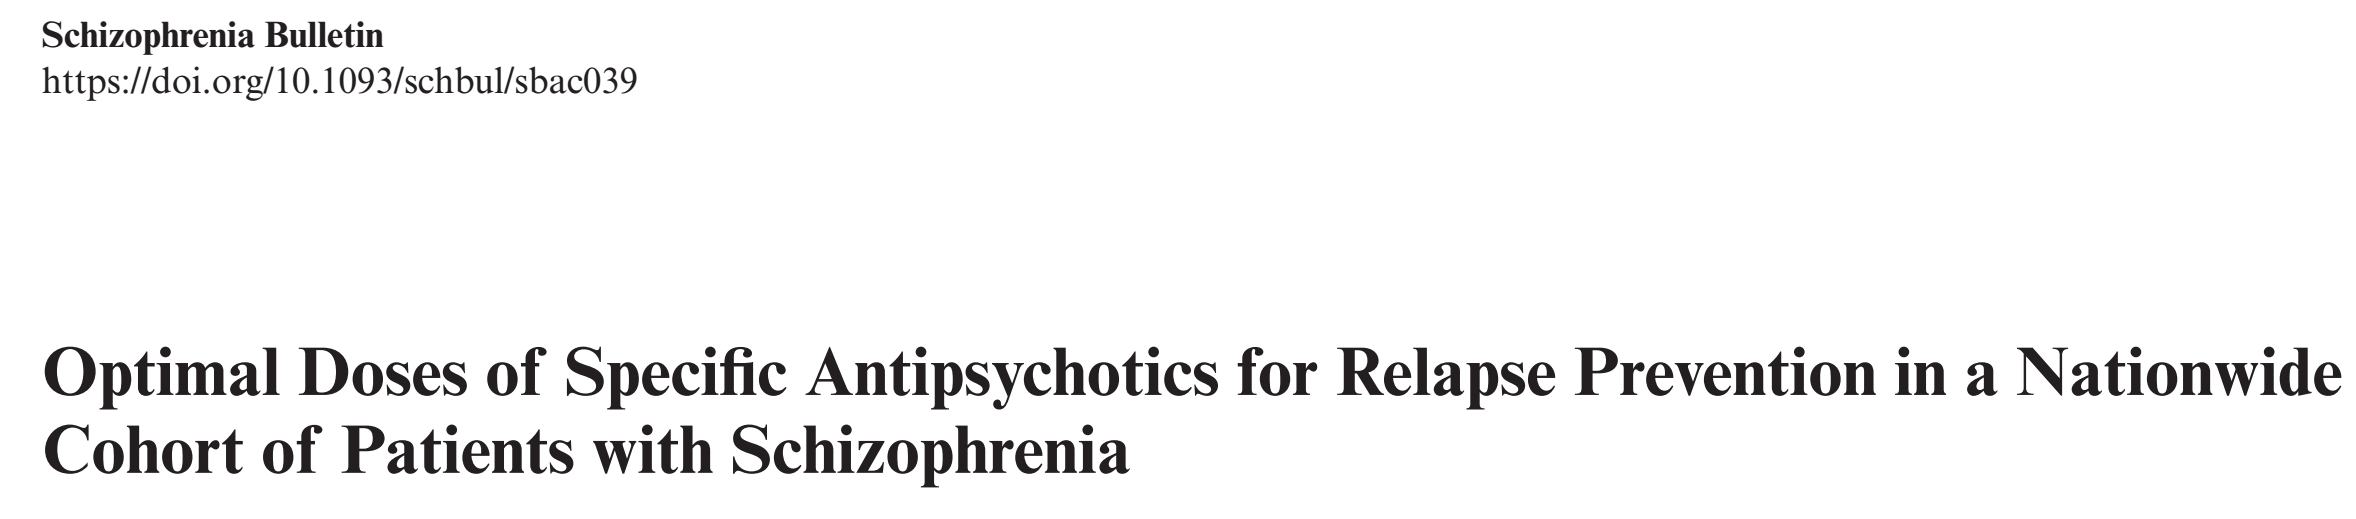 Schizophrenia Bulletin
https://doi.org/10.1093/schbul/sbac039
Optimal Doses of Specific Antipsychotics for Relapse Prevention in a Nationwide
Cohort of Patients with Schizophrenia